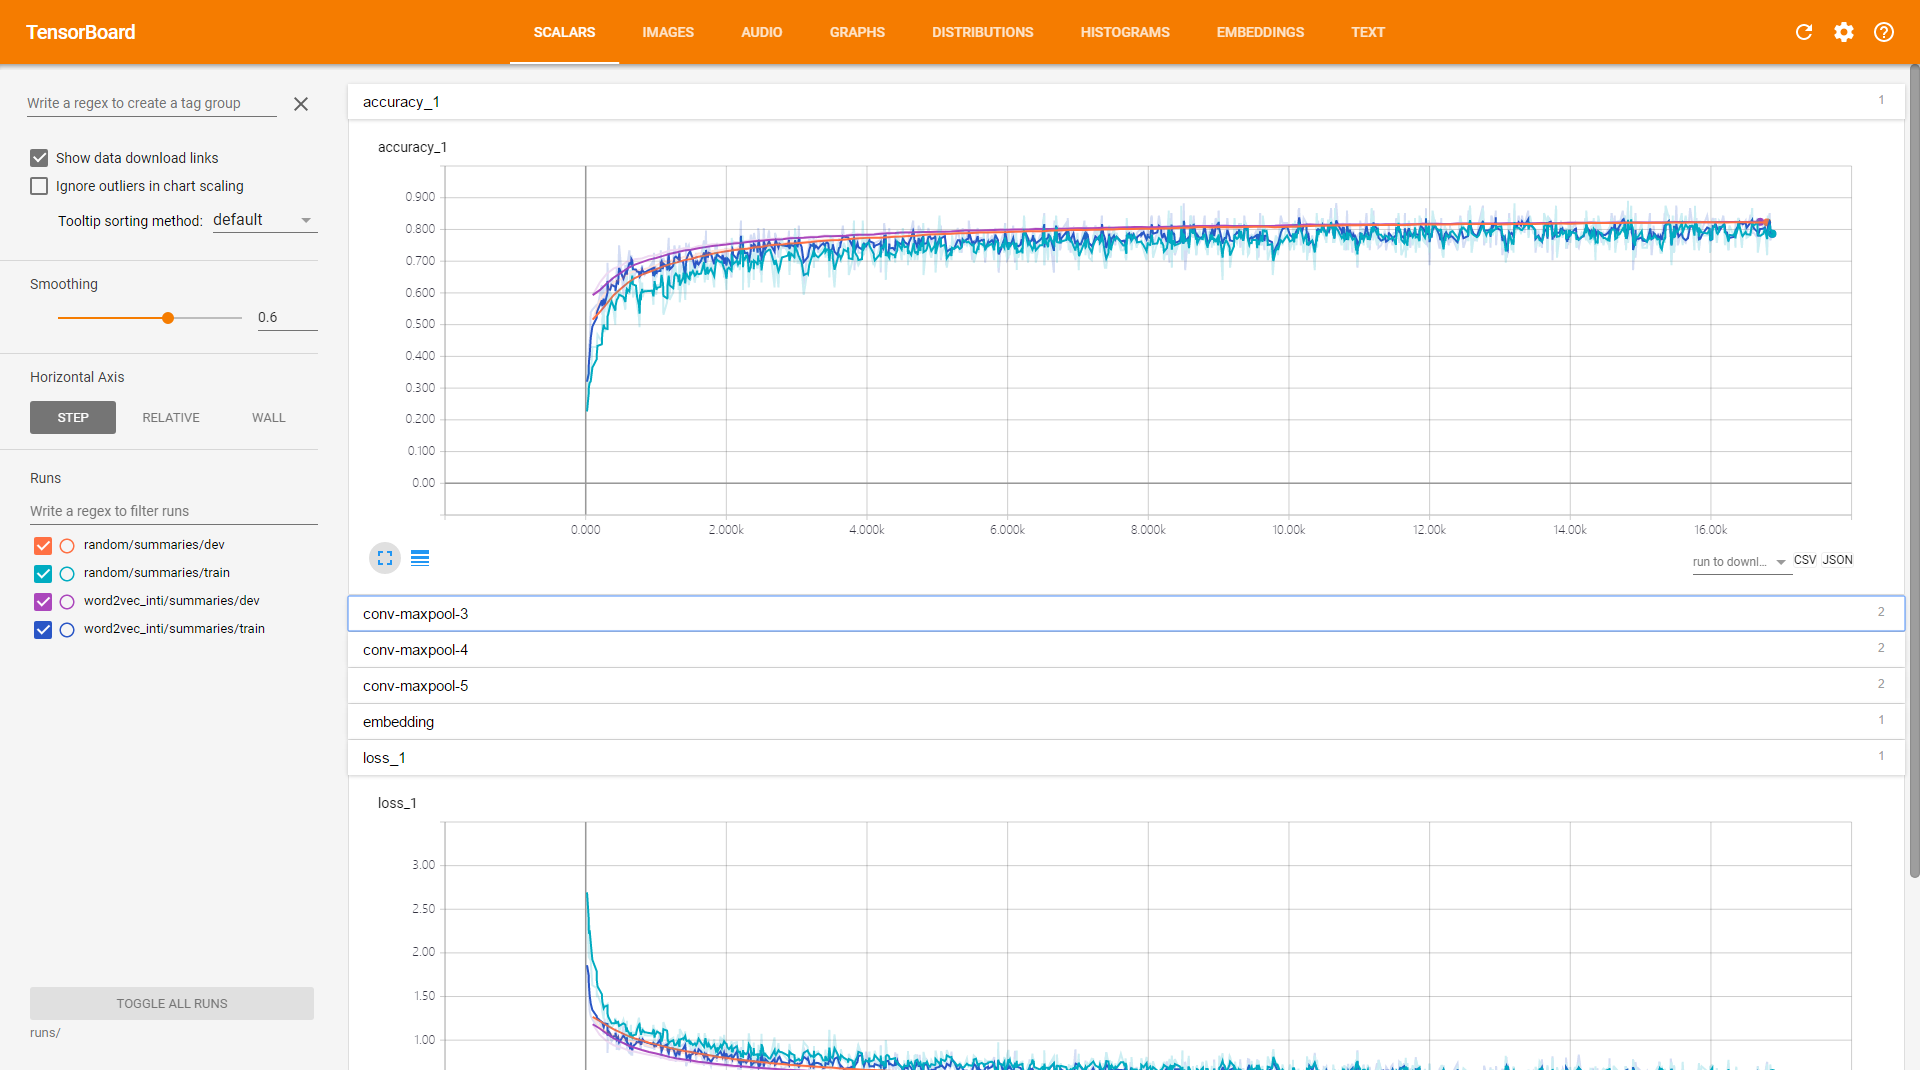 TensorBoard
SCALARS IMAGES AUDIO GRAPHS DISTRIBUTIONS HISTOGRAMS EMBEDDINGS TEXT
Write a regex to create a tag group
Show data download links
Ignore outliers in chart scaling
Tooltip sorting method: default
Smoothing
0.6
Horizontal Axis
STEP RELATIVE WALL
Runs
Write a regex to filter runs
random/summaries/dev
random/summaries/train
word2vec_inti/summaries/dev
word2vec_inti/summaries/train
TOGGLE ALL RUNS
runs/
accuracy_1 1
accuracy_1
0.900
0.800
0.700
0.600
0.500
0.400
0.300
0.200
0.100
0.00
0.000 2.000k 4.000k 6.000k 8.000k 10.00k 12.00k 14.00k 16.00k
run to downl... CSV JSON
conv-maxpool-3 2
conv-maxpool-4 2
conv-maxpool-5 2
embedding 1
loss_1 1
loss_1
3.00
2.50
2.00
1.50
1.00